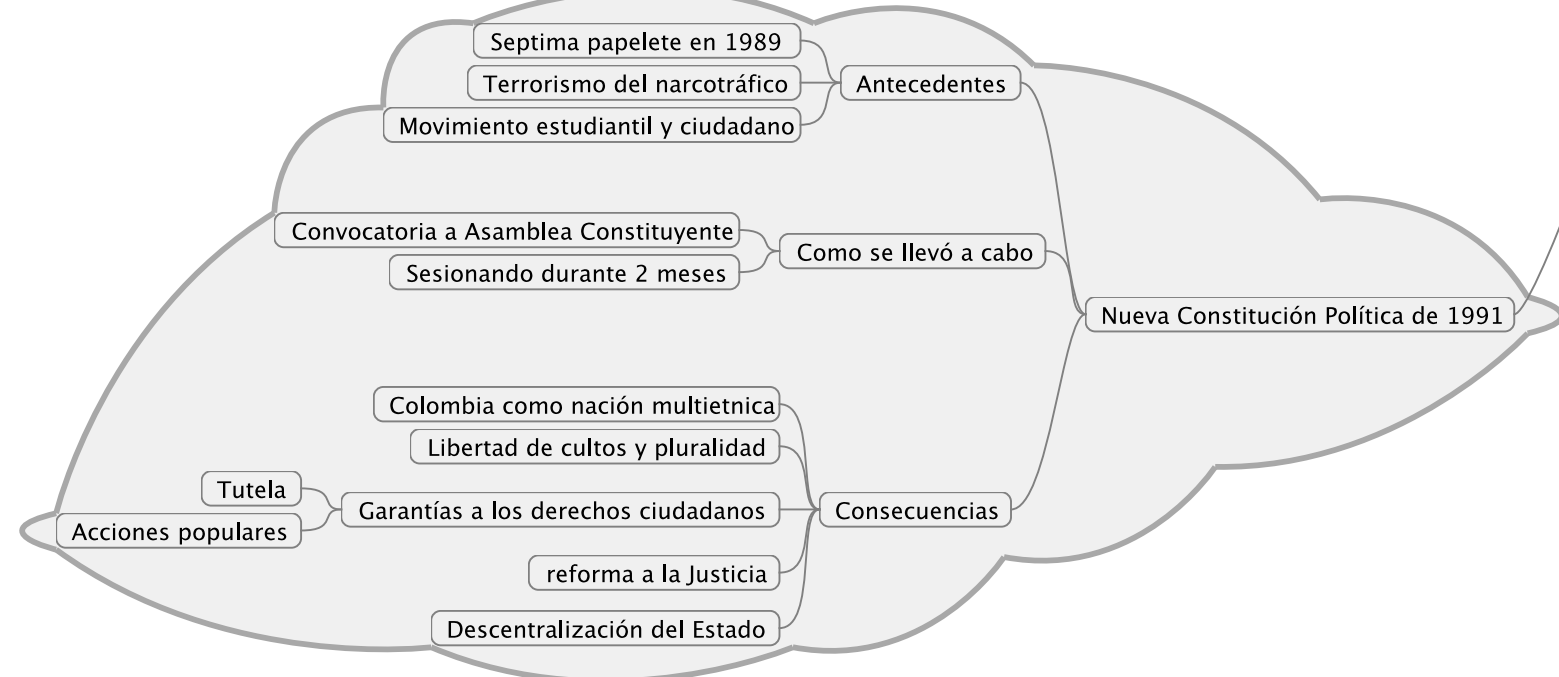 Septima papelete en 1989
Terrorismo del narcotráfico
Movimiento estudiantil y ciudadano
Antecedentes
Convocatoria a Asamblea Constituyente
Sesionando durante 2 meses
Como se llevó a cabo
Nueva Constitución Política de 1991
Colombia como nación multietnica
Libertad de cultos y pluralidad
Tutela
Acciones populares
Garantías a los derechos ciudadanos
Consecuencias
reforma a la Justicia
Descentralización del Estado